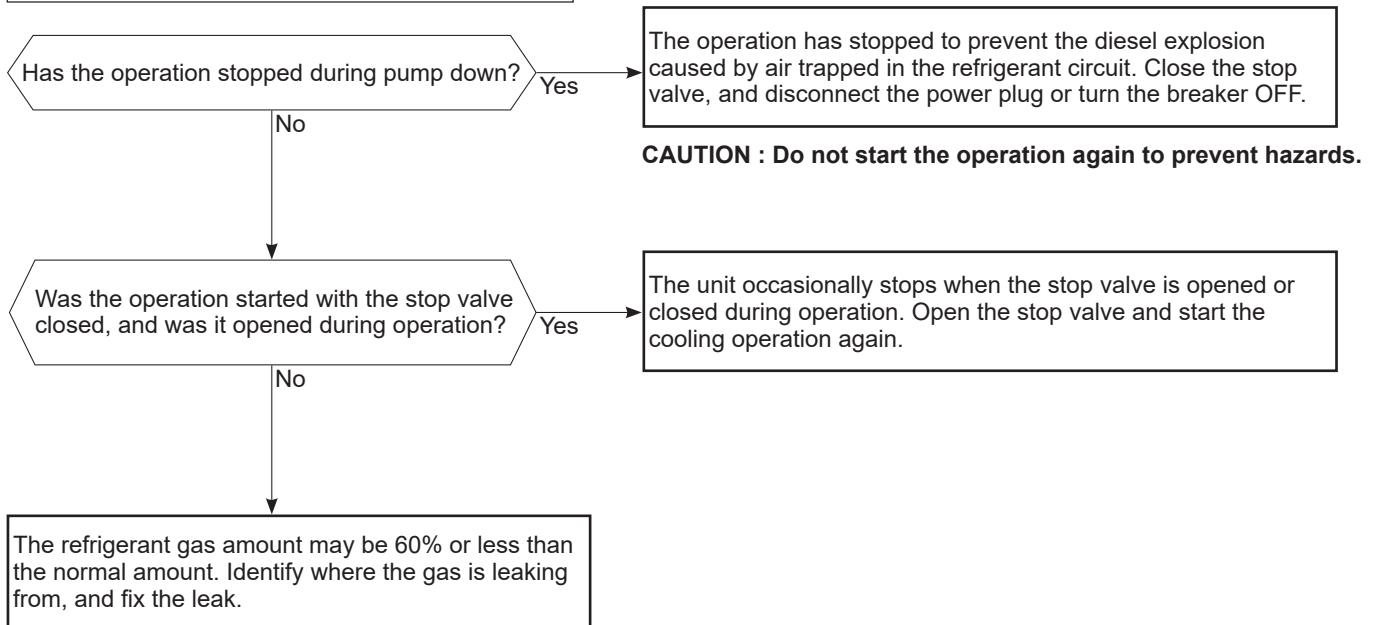 Has the operation stopped during pump down?
Yes
The operation has stopped to prevent the diesel explosion
caused by air trapped in the refrigerant circuit. Close the stop
valve, and disconnect the power plug or turn the breaker OFF.
No
CAUTION : Do not start the operation again to prevent hazards.
Was the operation started with the stop valve
closed, and was it opened during operation?
Yes
The unit occasionally stops when the stop valve is opened or
closed during operation. Open the stop valve and start the
cooling operation again.
No
The refrigerant gas amount may be 60% or less than
the normal amount. Identify where the gas is leaking
from, and fix the leak.